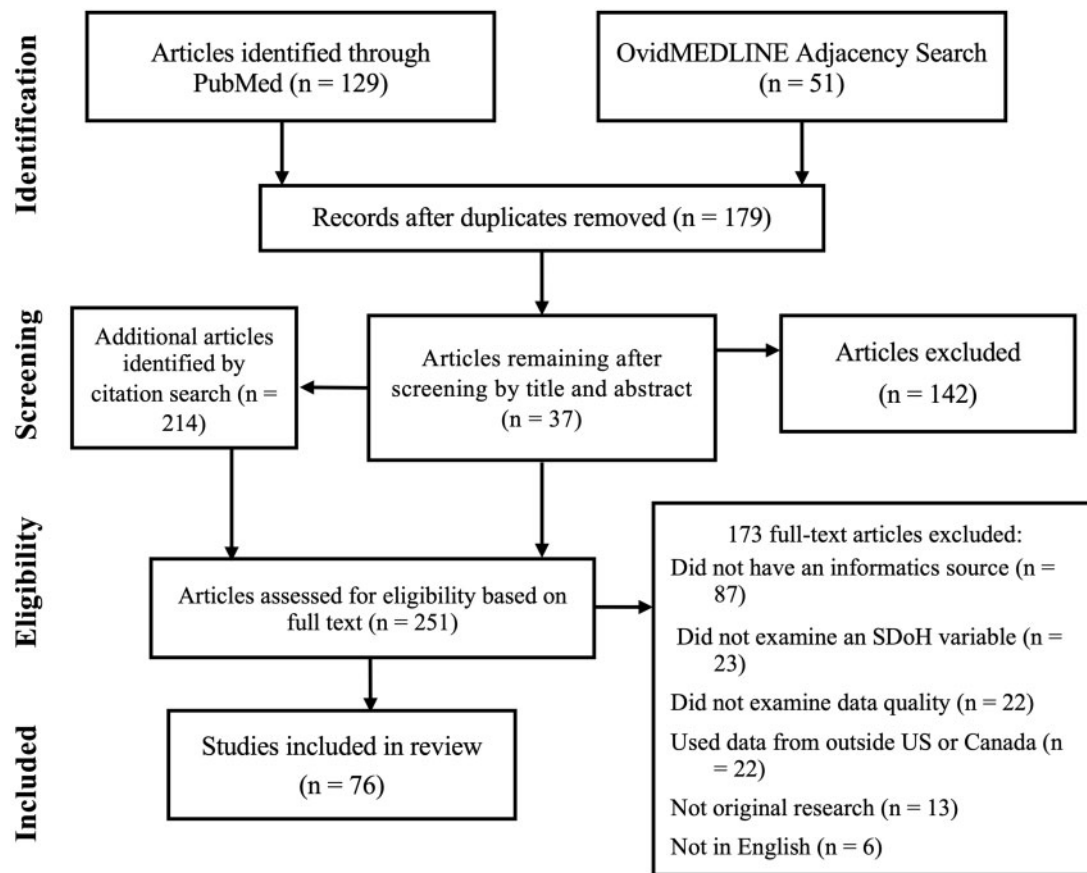 Identification
Articles identified through
PubMed (n = 129)
OvidMEDLINE Adjacency Search
(n = 51)
Records after duplicates removed (n = 179)
Screening
Additional articles
identified by
citation search (n =
214)
Articles remaining after
screening by title and abstract
(n = 37)
Articles excluded
(n = 142)
Eligibility
Articles assessed for eligibility based on
full text (n = 251)
173 full-text articles excluded:
Did not have an informatics source (n =
87)
Did not examine an SDoH variable (n =
23)
Did not examine data quality (n = 22)
Used data from outside US or Canada (n
= 22)
Not original research (n = 13)
Not in English (n = 6)
Included
Studies included in review
(n = 76)